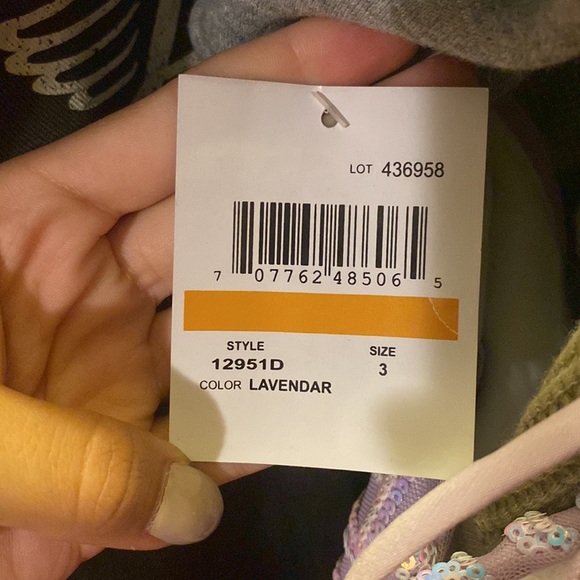 LOT 436958
7 07762 48506 5
STYLE SIZE
12951D 3
COLOR LAVENDAR